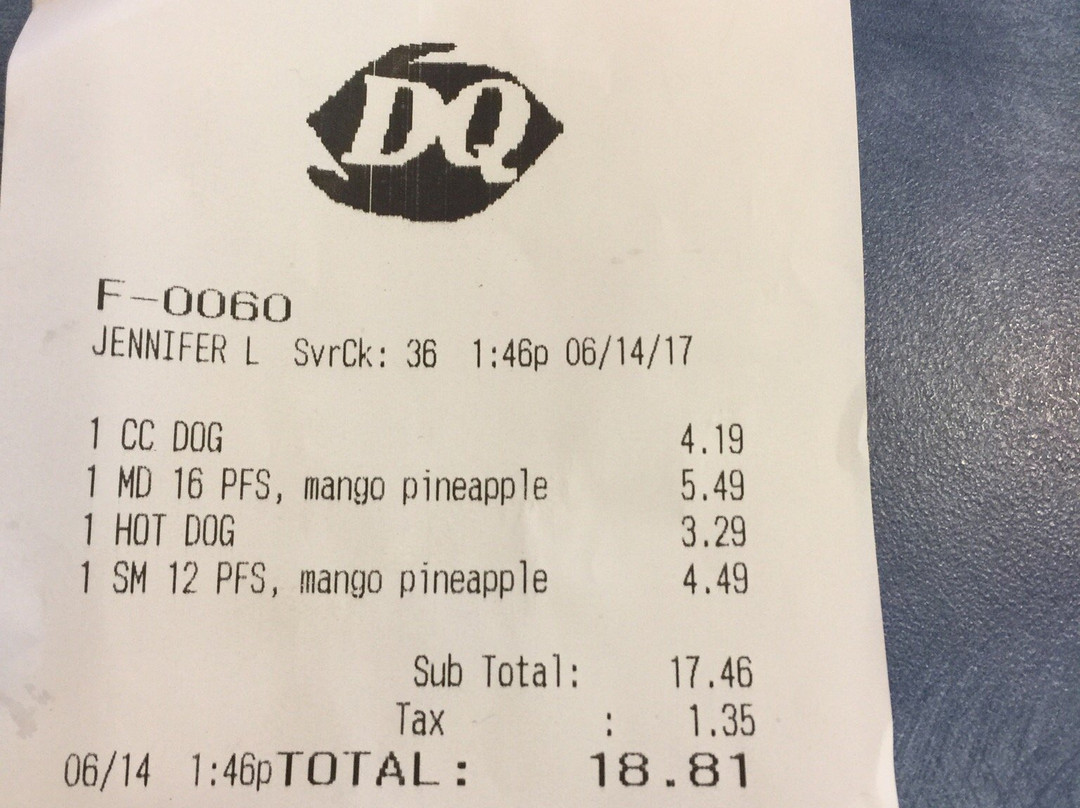 DQ
F-0060
JENNIFER L SvrCk: 36 1:46p 06/14/17
1 CC DOG 4.19
1 MD 16 PFS, mango pineapple 5.49
1 HOT DOG 3.29
1 SM 12 PFS, mango pineapple 4.49
Sub Total: 17.46
Tax : 1.35
06/14 1:46pTOTAL: 18.81